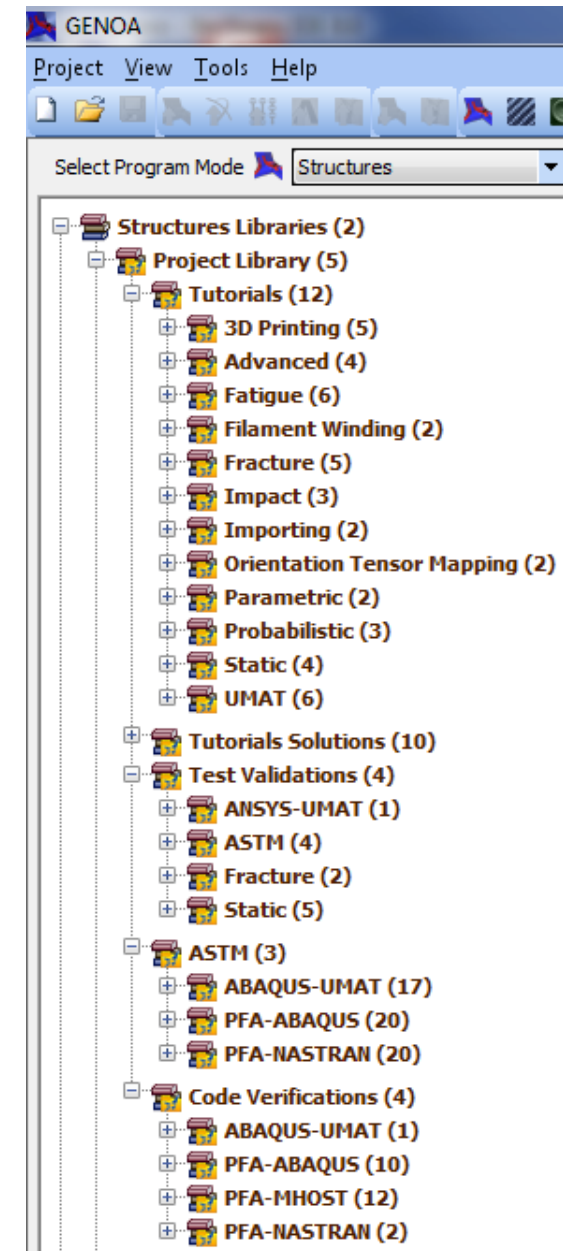 GENOA
Project View Tools Help
Select Program Mode Structures
Structures Libraries (2)
Project Library (5)
Tutorials (12)
3D Printing (5)
Advanced (4)
Fatigue (6)
Filament Winding (2)
Fracture (5)
Impact (3)
Importing (2)
Orientation Tensor Mapping (2)
Parametric (2)
Probabilistic (3)
Static (4)
UMAT (6)
Tutorials Solutions (10)
Test Validations (4)
ANSYS-UMAT (1)
ASTM (4)
Fracture (2)
Static (5)
ASTM (3)
ABAQUS-UMAT (17)
PFA-ABAQUS (20)
PFA-NASTRAN (20)
Code Verifications (4)
ABAQUS-UMAT (1)
PFA-ABAQUS (10)
PFA-MHOST (12)
PFA-NASTRAN (2)